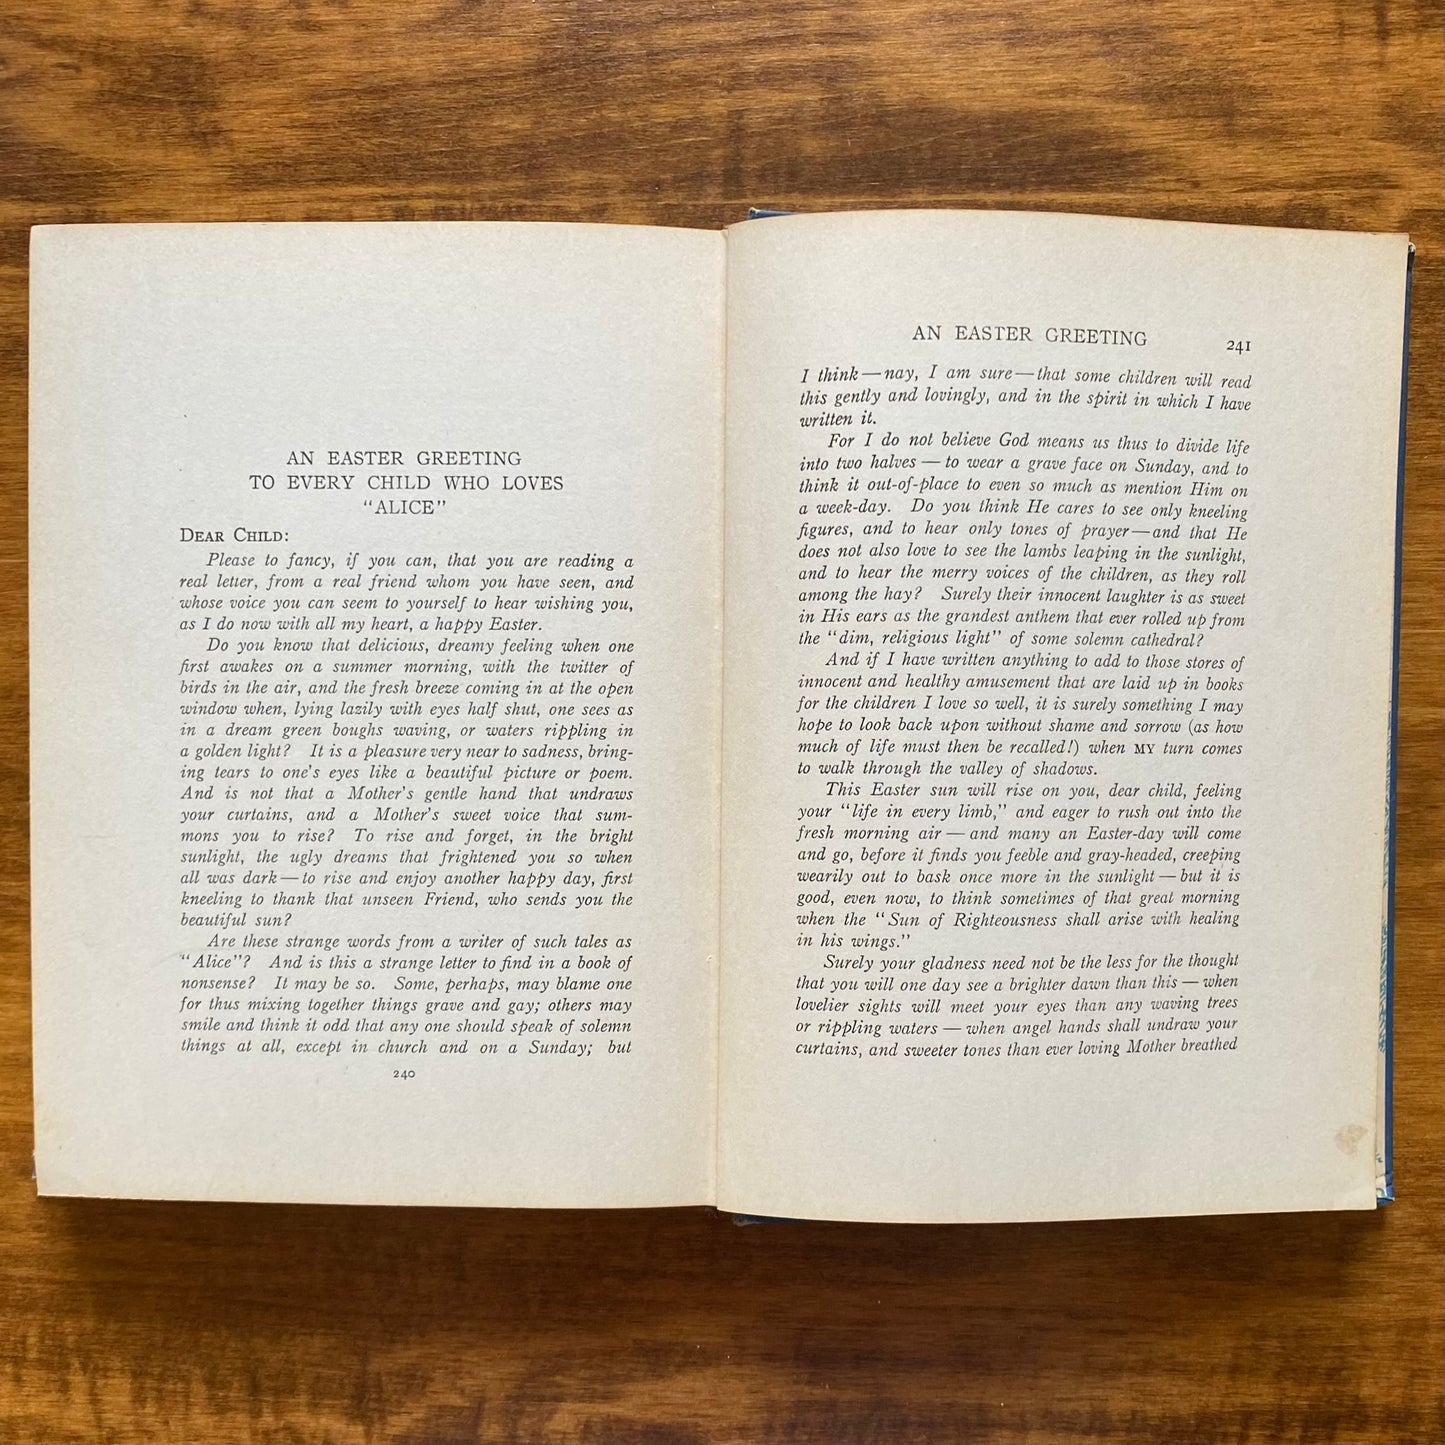 AN EASTER GREETING
TO EVERY CHILD WHO LOVES
"ALICE"
DEAR CHILD:
Please to fancy, if you can, that you are reading a
real letter, from a real friend whom you have seen, and
whose voice you can seem to yourself to hear wishing you,
as I do now with all my heart, a happy Easter.
Do you know that delicious, dreamy feeling when one
first awakes on a summer morning, with the twitter of
birds in the air, and the fresh breeze coming in at the open
window when, lying lazily with eyes half shut, one sees as
in a dream green boughs waving, or waters rippling in
a golden light? It is a pleasure very near to sadness, bring-
ing tears to one's eyes like a beautiful picture or poem.
And is not that a Mother's gentle hand that undraws
your curtains, and a Mother's sweet voice that sum-
mons you to rise? To rise and forget, in the bright
sunlight, the ugly dreams that frightened you so when
all was dark—to rise and enjoy another happy day, first
kneeling to thank that unseen Friend, who sends you the
beautiful sun?
Are these strange words from a writer of such tales as
"Alice"? And is this a strange letter to find in a book of
nonsense? It may be so. Some, perhaps, may blame one
for thus mixing together things grave and gay; others may
smile and think it odd that any one should speak of solemn
things at all, except in church and on a Sunday; but
240
AN EASTER GREETING 241
I think—nay, I am sure—that some children will read
this gently and lovingly, and in the spirit in which I have
written it.
For I do not believe God means us thus to divide life
into two halves—to wear a grave face on Sunday, and to
think it out-of-place to even so much as mention Him on
a week-day. Do you think He cares to see only kneeling
figures, and to hear only tones of prayer—and that He
does not also love to see the lambs leaping in the sunlight,
and to hear the merry voices of the children, as they roll
among the hay? Surely their innocent laughter is as sweet
in His ears as the grandest anthem that ever rolled up from
the "dim, religious light" of some solemn cathedral?
And if I have written anything to add to those stores of
innocent and healthy amusement that are laid up in books
for the children I love so well, it is surely something I may
hope to look back upon without shame and sorrow (as how
much of life must then be recalled!) when MY turn comes
to walk through the valley of shadows.
This Easter sun will rise on you, dear child, feeling
your "life in every limb," and eager to rush out into the
fresh morning air—and many an Easter-day will come
and go, before it finds you feeble and gray-headed, creeping
wearily out to bask once more in the sunlight—but it is
good, even now, to think sometimes of that great morning
when the "Sun of Righteousness shall arise with healing
in his wings."
Surely your gladness need not be the less for the thought
that you will one day see a brighter dawn than this—when
lovelier sights will meet your eyes than any waving trees
or rippling waters—when angel hands shall undraw your
curtains, and sweeter tones than ever loving Mother breathed